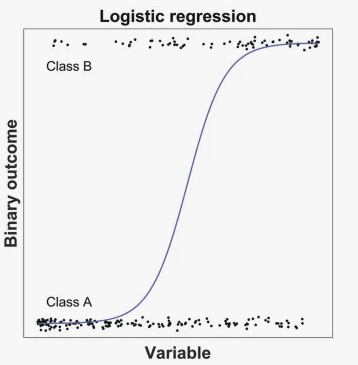 Logistic regression
Class B
Binary outcome
Class A
Variable